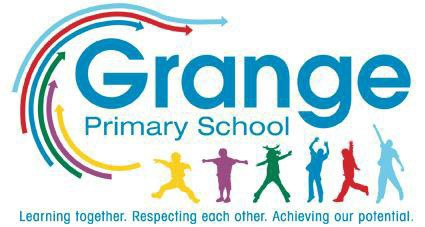 Grange
Primary School
Learning together. Respecting each other. Achieving our potential.